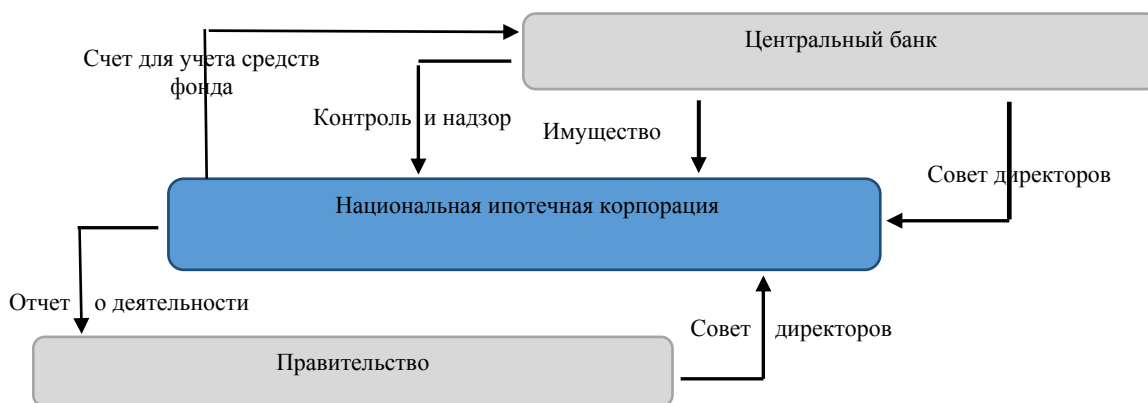 Центральный банк
Счет для учета средств
фонда
Контроль и надзор
Имущество
Совет директоров
Национальная ипотечная корпорация
Отчет о деятельности
Совет директоров
Правительство